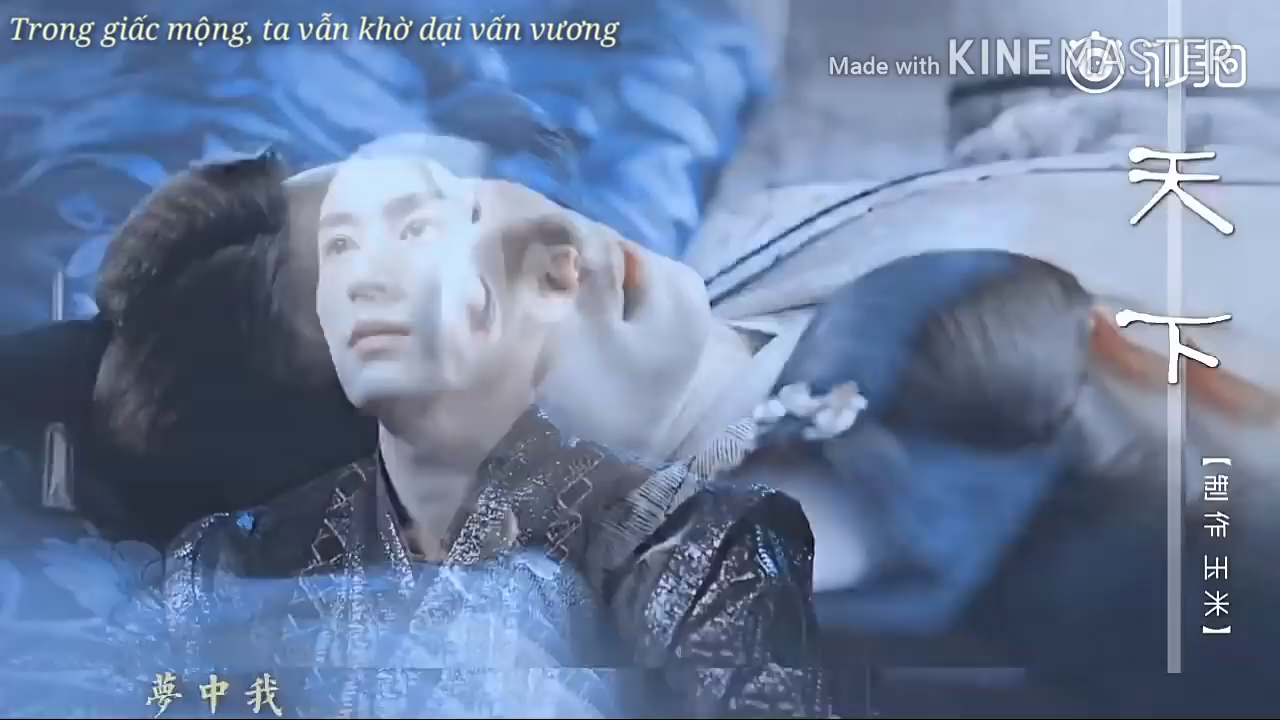 Trong giấc mộng, ta vẫn khờ dại vấn vương
Made with KINEMASTER
天下
【制作 玉米】
夢中我